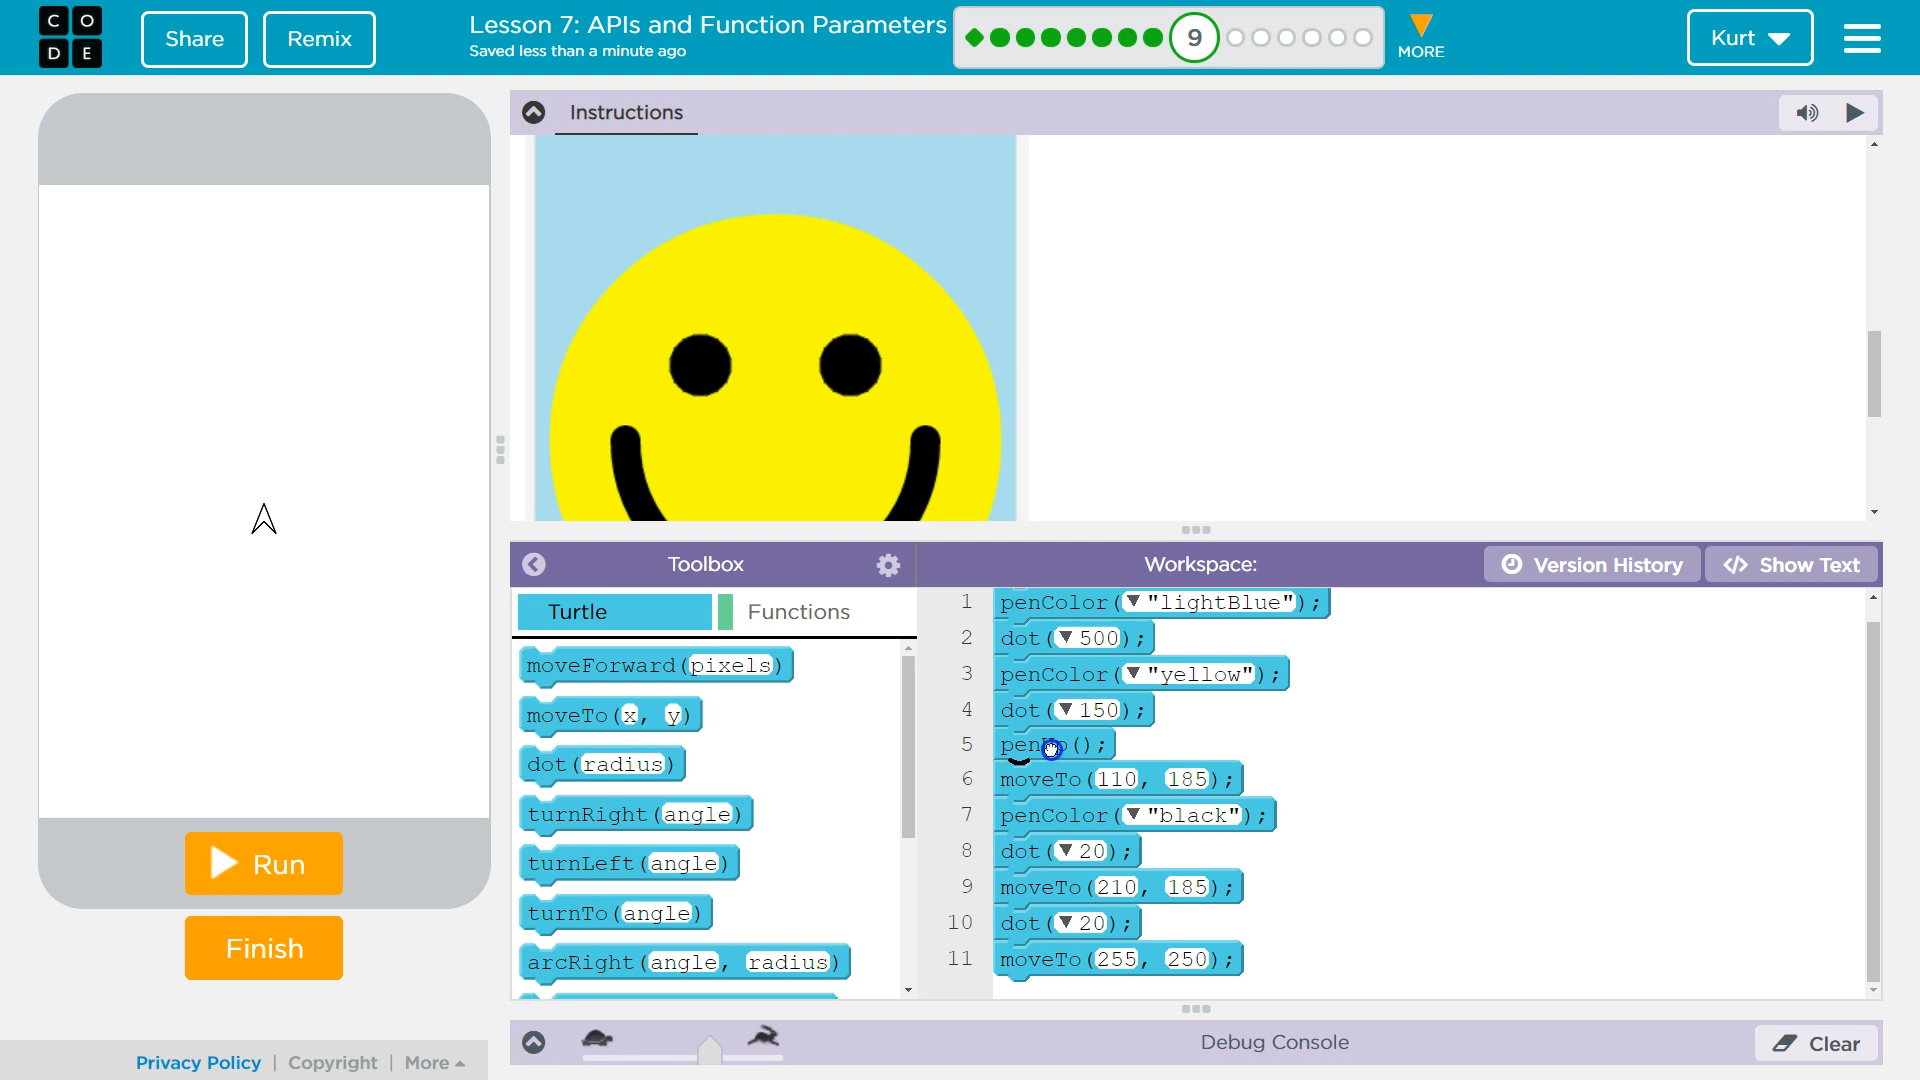 C O
D E
Share
Remix
Lesson 7: APIs and Function Parameters
Saved less than a minute ago
9
MORE
Kurt
Instructions
Run
Finish
Toolbox
Workspace:
Version History
</> Show Text
Turtle
Functions
moveForward(pixels)
moveTo(x, y)
dot(radius)
turnRight(angle)
turnLeft(angle)
turnTo(angle)
arcRight(angle, radius)
1 penColor(▼ "lightBlue");
2 dot(▼ 500);
3 penColor(▼ "yellow");
4 dot(▼ 150);
5 penUp();
6 moveTo(110, 185);
7 penColor(▼ "black");
8 dot(▼ 20);
9 moveTo(210, 185);
10 dot(▼ 20);
11 moveTo(255, 250);
Debug Console
Clear
Privacy Policy | Copyright | More